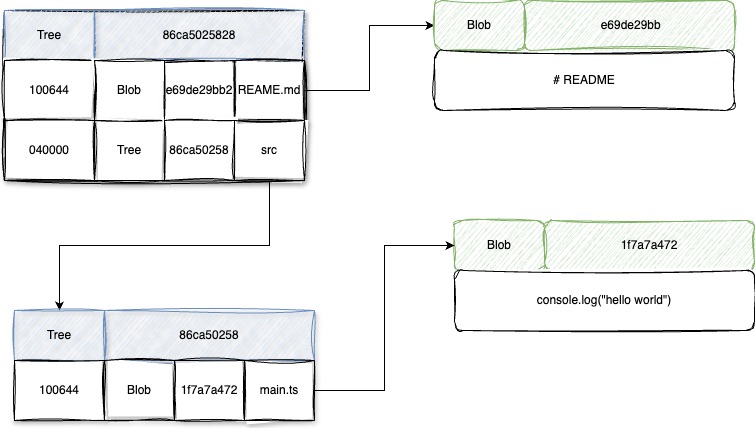 Tree 86ca5025828
100644 Blob e69de29bb2 REAME.md
040000 Tree 86ca50258 src
Blob e69de29bb
# README
Blob 1f7a7a472
console.log("hello world")
Tree 86ca50258
100644 Blob 1f7a7a472 main.ts